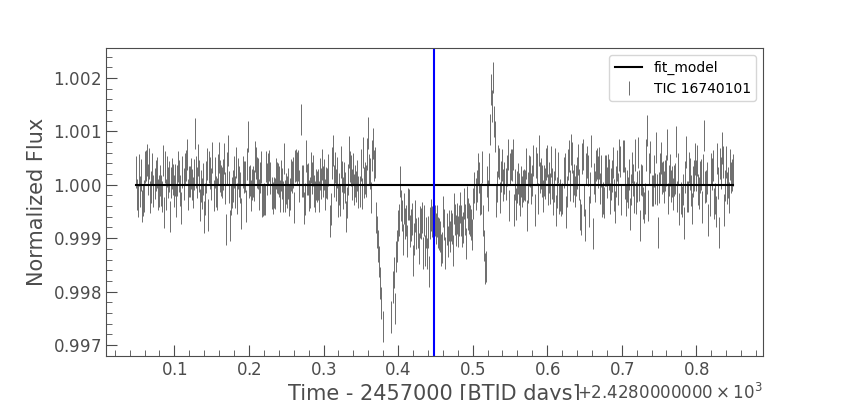 fit_model
TIC 16740101
Normalized Flux
1.002
1.001
1.000
0.999
0.998
0.997
0.1 0.2 0.3 0.4 0.5 0.6 0.7 0.8
Time - 2457000 [BTJD days]
+2.4280000000 × 10³